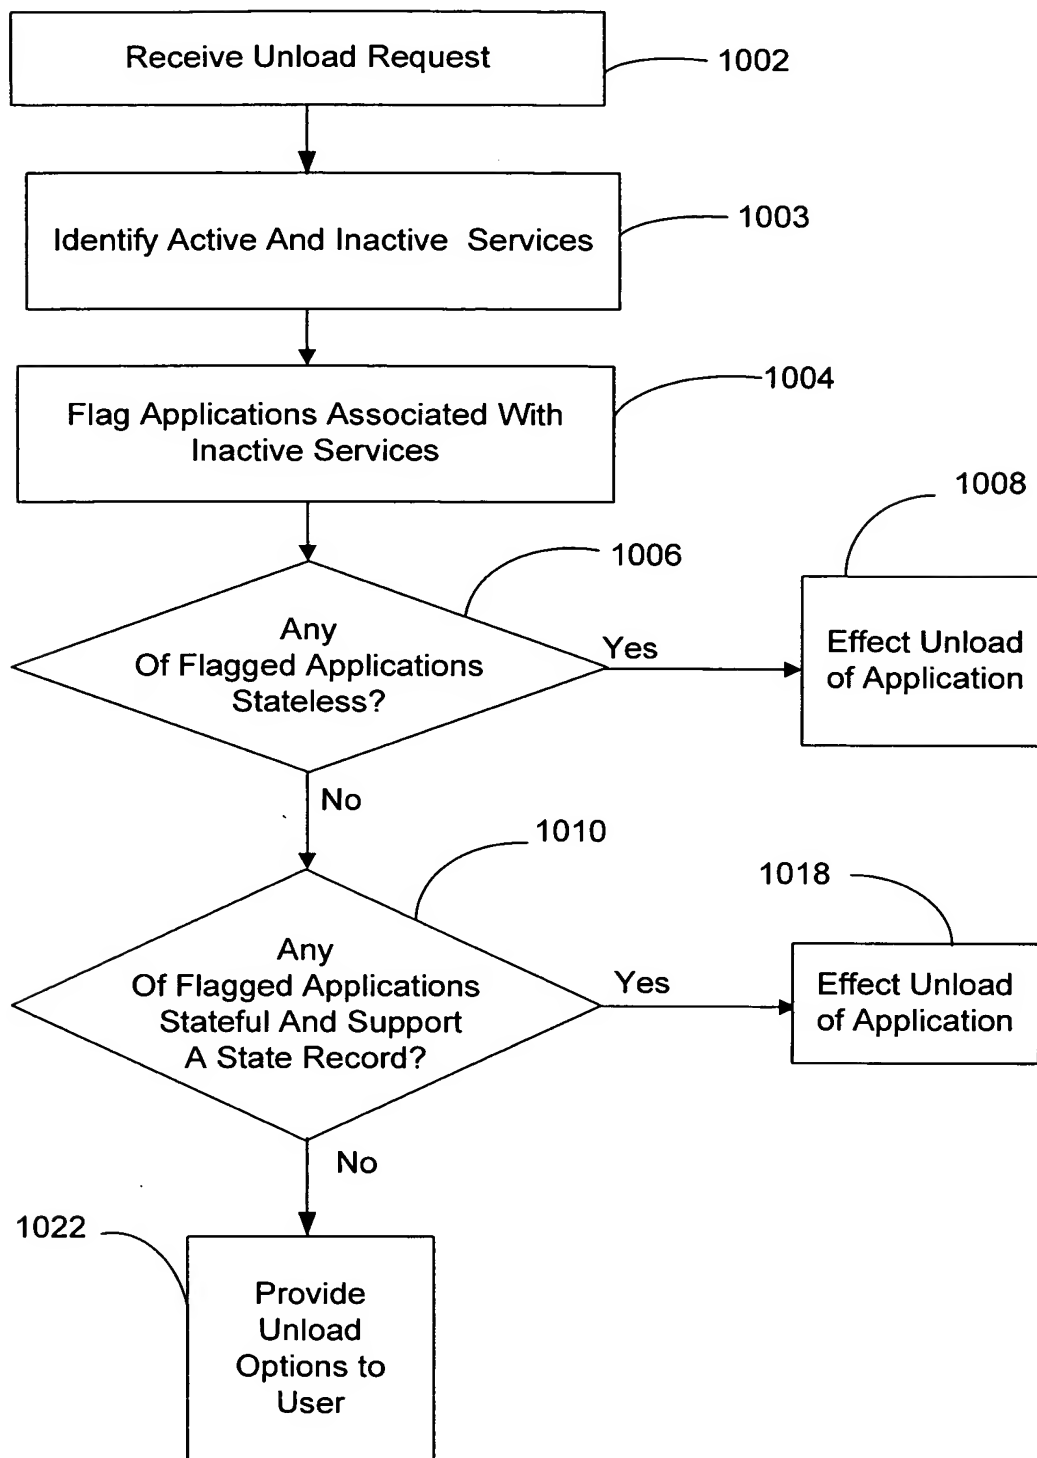 Receive Unload Request
1002
Identify Active And Inactive Services
1003
Flag Applications Associated With
Inactive Services
1004
Any
Of Flagged Applications
Stateless?
1006
Yes
1008
Effect Unload
of Application
No
1010
Any
Of Flagged Applications
Stateful And Support
A State Record?
Yes
1018
Effect Unload
of Application
No
1022
Provide
Unload
Options to
User